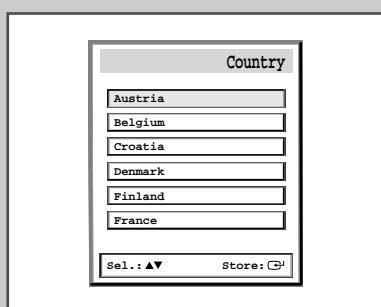 Country
Austria
Belgium
Croatia
Denmark
Finland
France
Sel.:▲▼ Store: